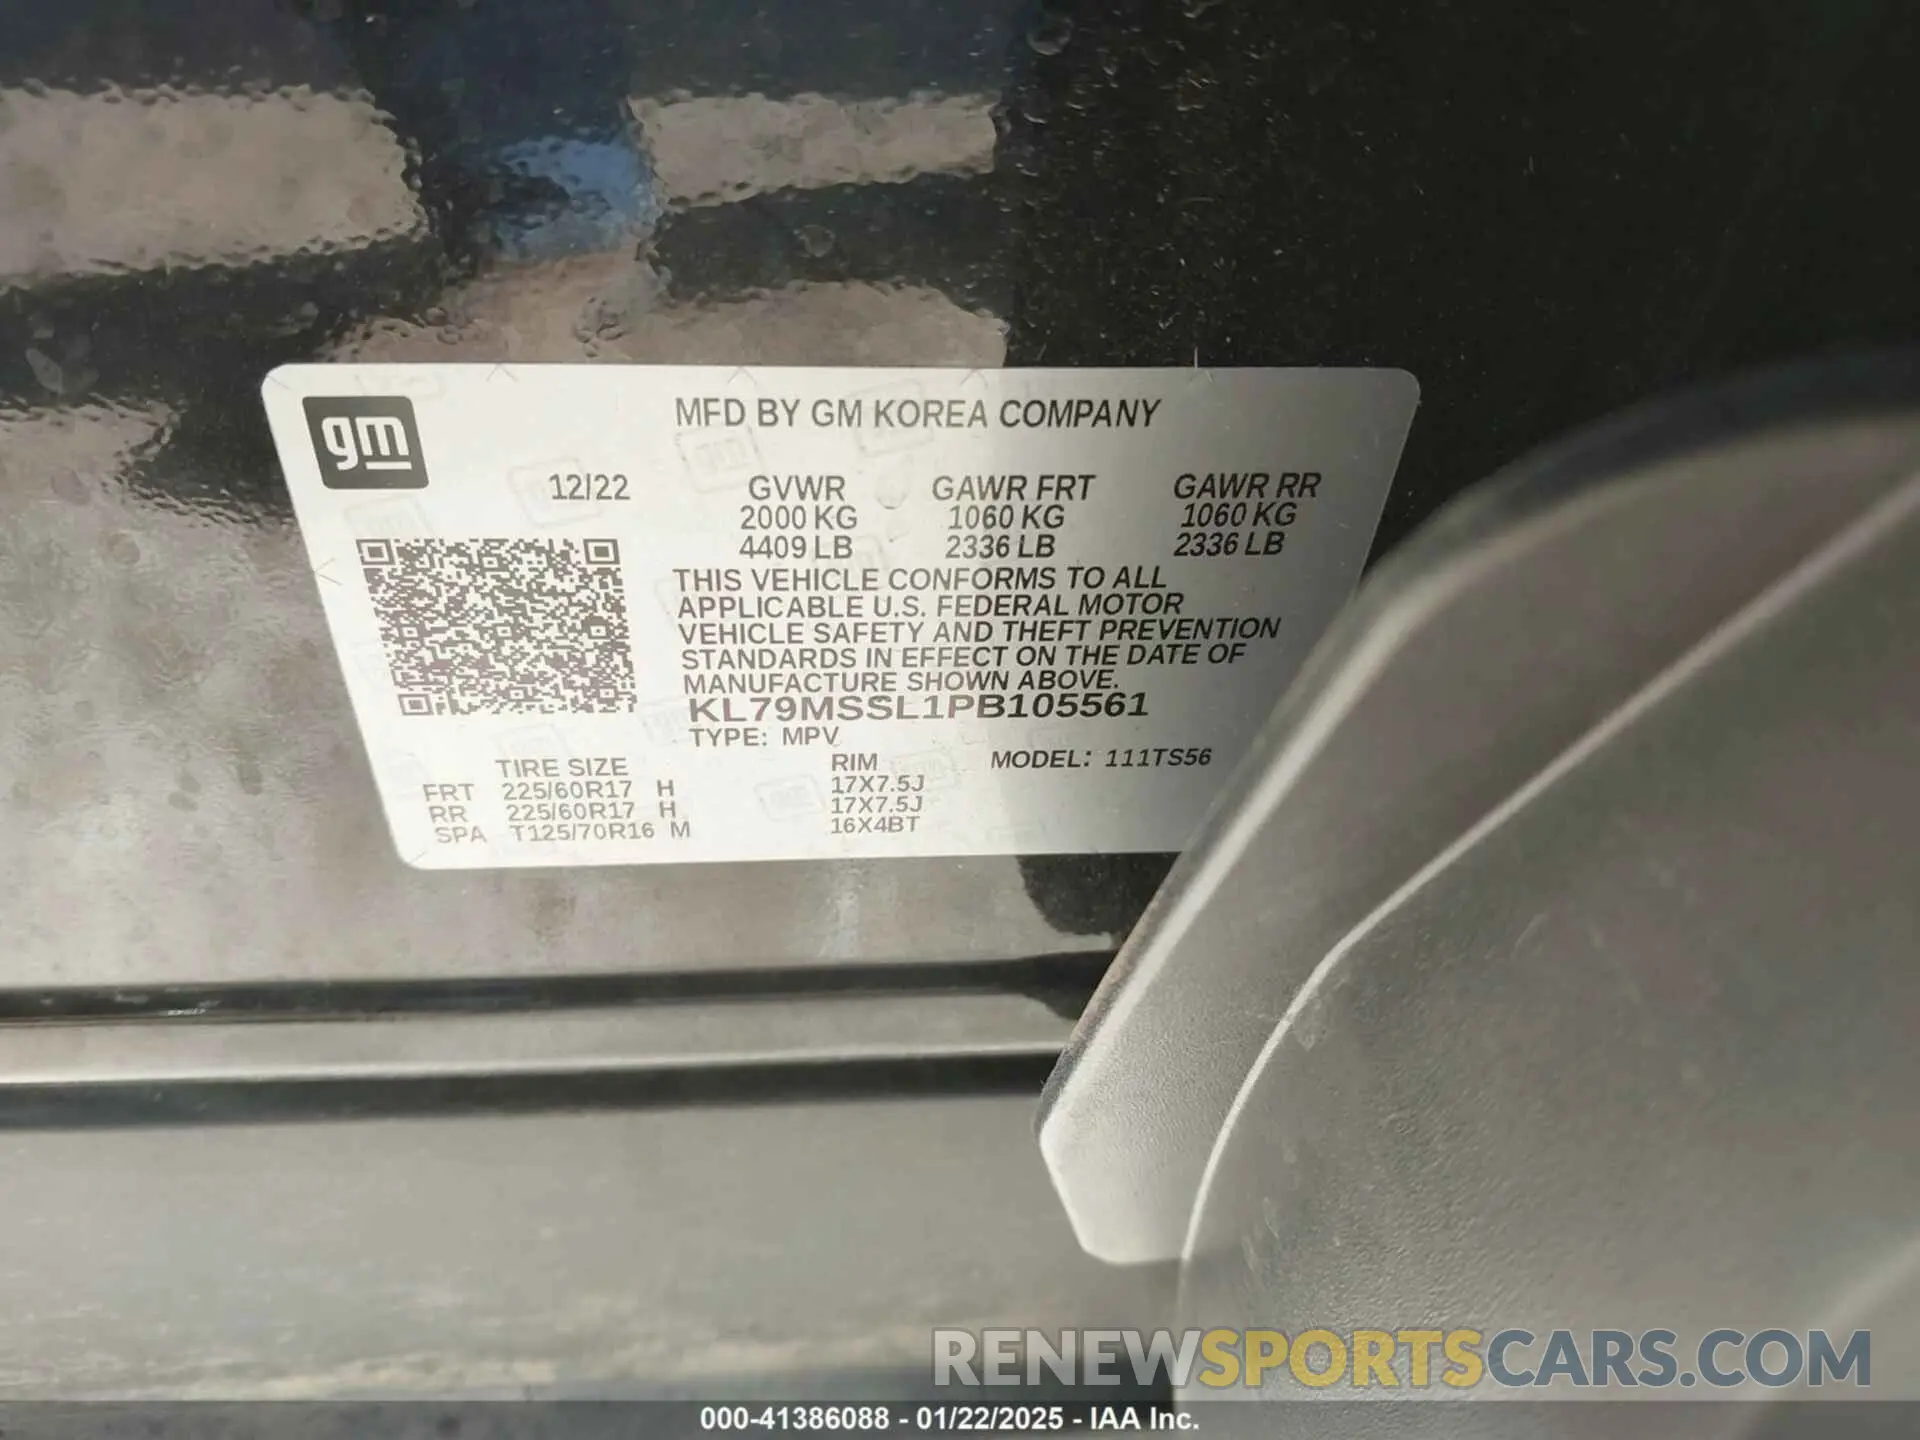 gm
MFD BY GM KOREA COMPANY
12/22 GVWR GAWR FRT GAWR RR
2000 KG 1060 KG 1060 KG
4409 LB 2336 LB 2336 LB
THIS VEHICLE CONFORMS TO ALL
APPLICABLE U.S. FEDERAL MOTOR
VEHICLE SAFETY AND THEFT PREVENTION
STANDARDS IN EFFECT ON THE DATE OF
MANUFACTURE SHOWN ABOVE.
KL79MSSL1PB105561
TYPE: MPV
TIRE SIZE RIM MODEL: 111TS56
FRT 225/60R17 H 17X7.5J
RR 225/60R17 H 17X7.5J
SPA T125/70R16 M 16X4BT
RENEWSPORTSCARS.COM
000-41386088 - 01/22/2025 - IAA Inc.